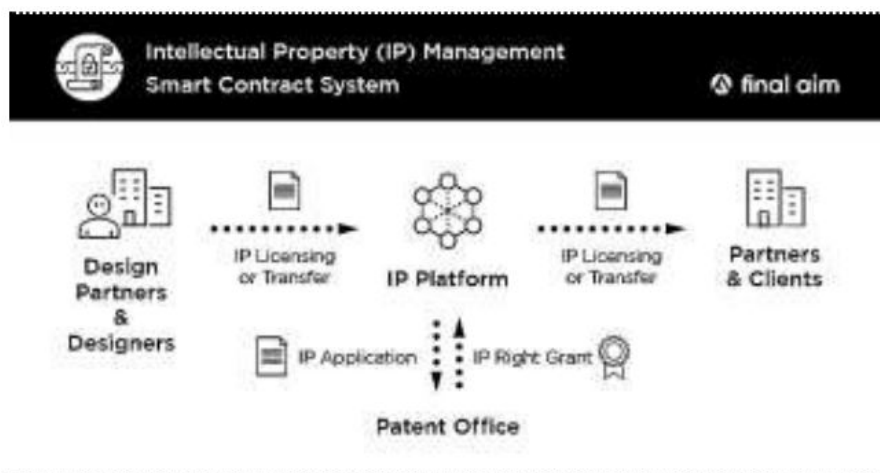 Intellectual Property (IP) Management
Smart Contract System
final aim
Design
Partners
&
Designers
IP Licensing
or Transfer
IP Platform
IP Licensing
or Transfer
Partners
& Clients
IP Application
IP Right Grant
Patent Office